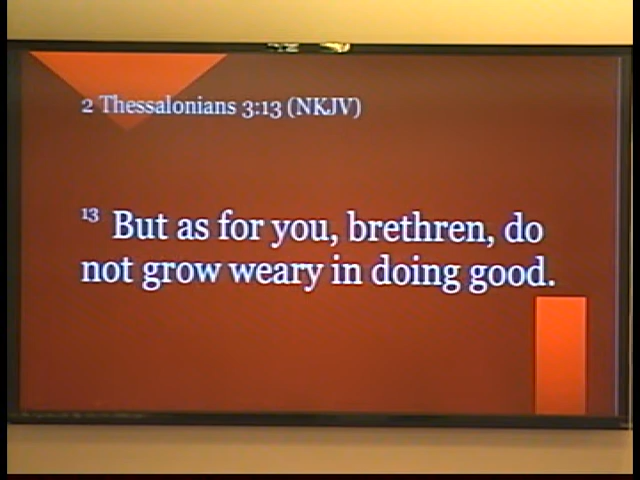 2 Thessalonians 3:13 (NKJV)
13 But as for you, brethren, do
not grow weary in doing good.